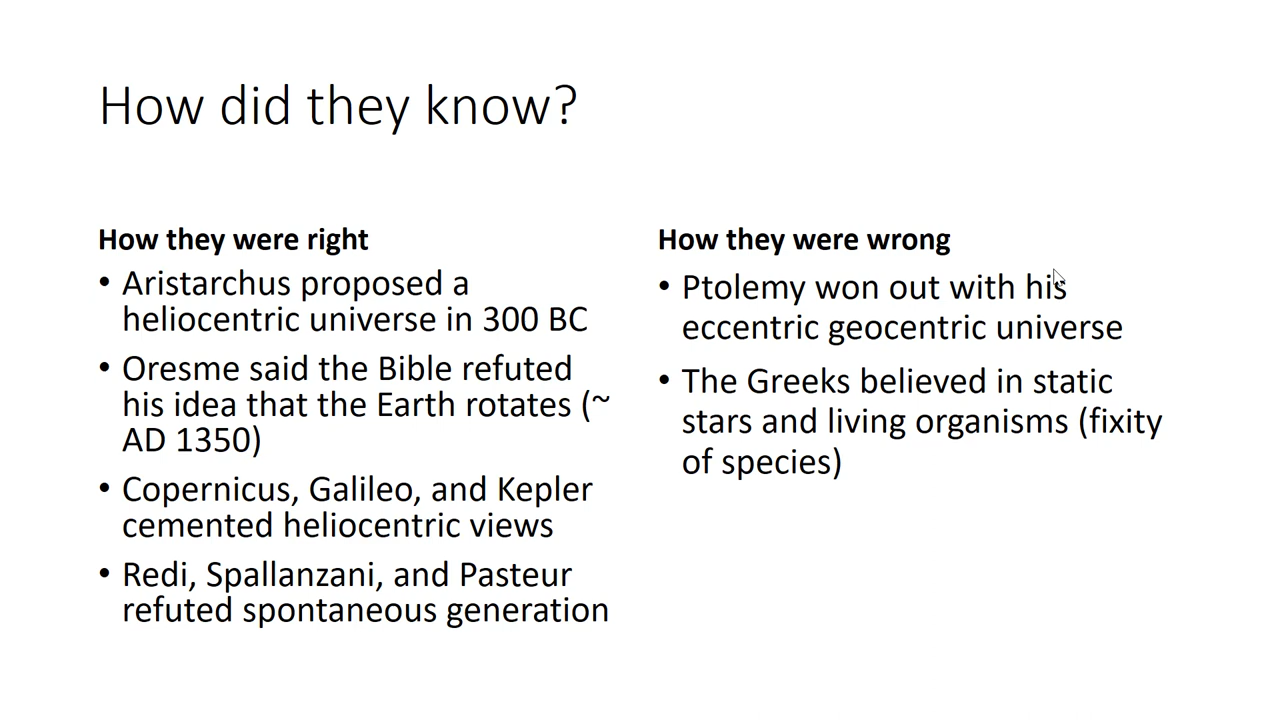 How did they know?
How they were right
• Aristarchus proposed a
heliocentric universe in 300 BC
• Oresme said the Bible refuted
his idea that the Earth rotates (~
AD 1350)
• Copernicus, Galileo, and Kepler
cemented heliocentric views
• Redi, Spallanzani, and Pasteur
refuted spontaneous generation
How they were wrong
• Ptolemy won out with his
eccentric geocentric universe
• The Greeks believed in static
stars and living organisms (fixity
of species)